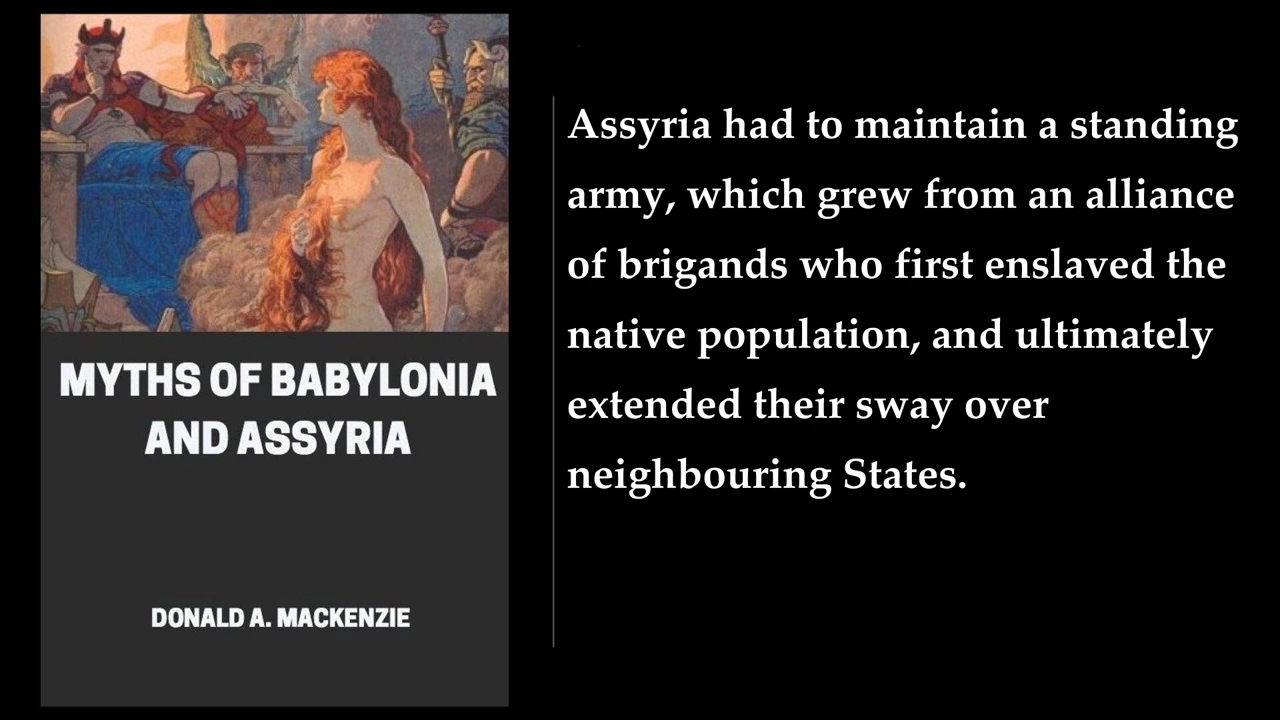 MYTHS OF BABYLONIA
AND ASSYRIA
DONALD A. MACKENZIE
Assyria had to maintain a standing
army, which grew from an alliance
of brigands who first enslaved the
native population, and ultimately
extended their sway over
neighbouring States.